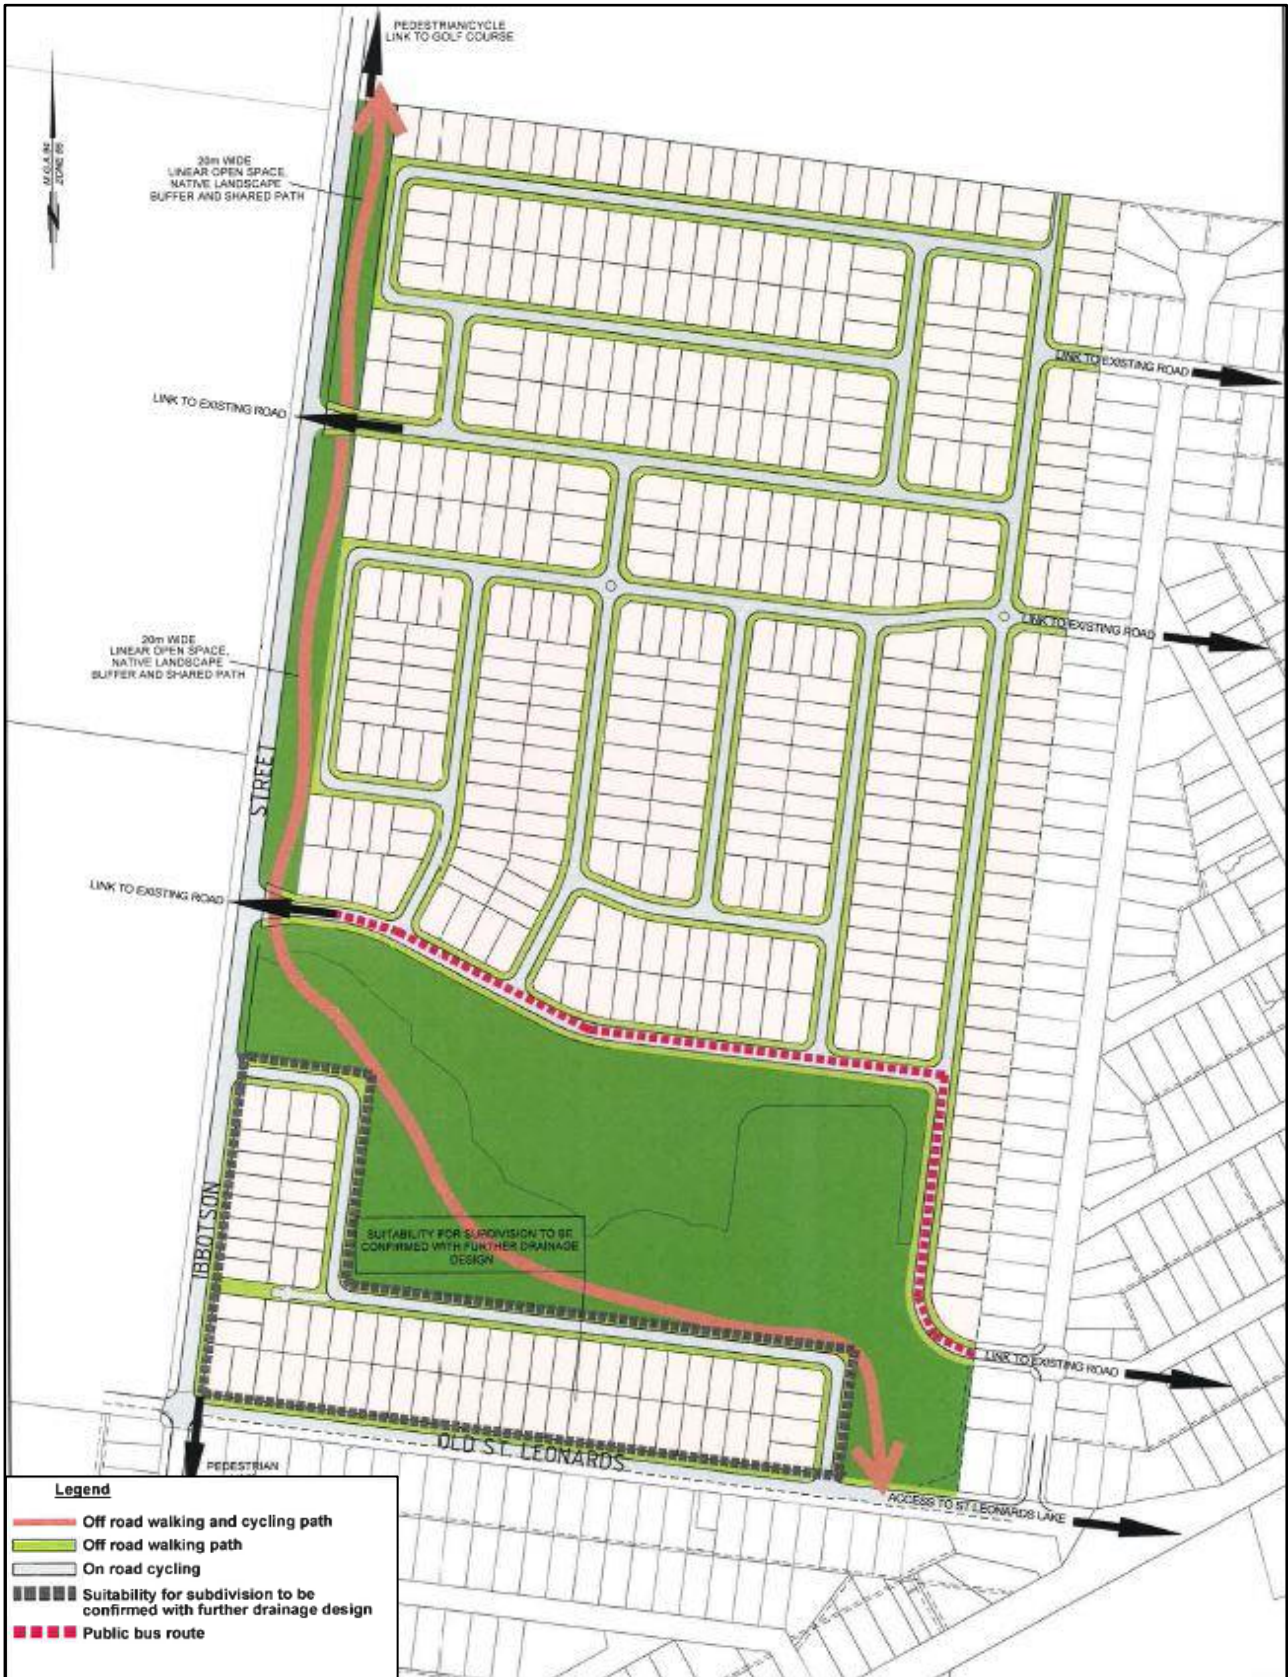 PEDESTRIAN/CYCLE
LINK TO GOLF COURSE
20m WIDE
LINEAR OPEN SPACE,
NATIVE LANDSCAPE
BUFFER AND SHARED PATH
LINK TO EXISTING ROAD
LINK TO EXISTING ROAD
LINK TO EXISTING ROAD
20m WIDE
LINEAR OPEN SPACE,
NATIVE LANDSCAPE
BUFFER AND SHARED PATH
STREET
LINK TO EXISTING ROAD
IBBOTSON
SUITABILITY FOR SUBDIVISION TO BE
CONFIRMED WITH FURTHER DRAINAGE
DESIGN
LINK TO EXISTING ROAD
OLD ST. LEONARDS
PEDESTRIAN
ACCESS TO ST LEONARDS LAKE
Legend
Off road walking and cycling path
Off road walking path
On road cycling
Suitability for subdivision to be
confirmed with further drainage design
Public bus route